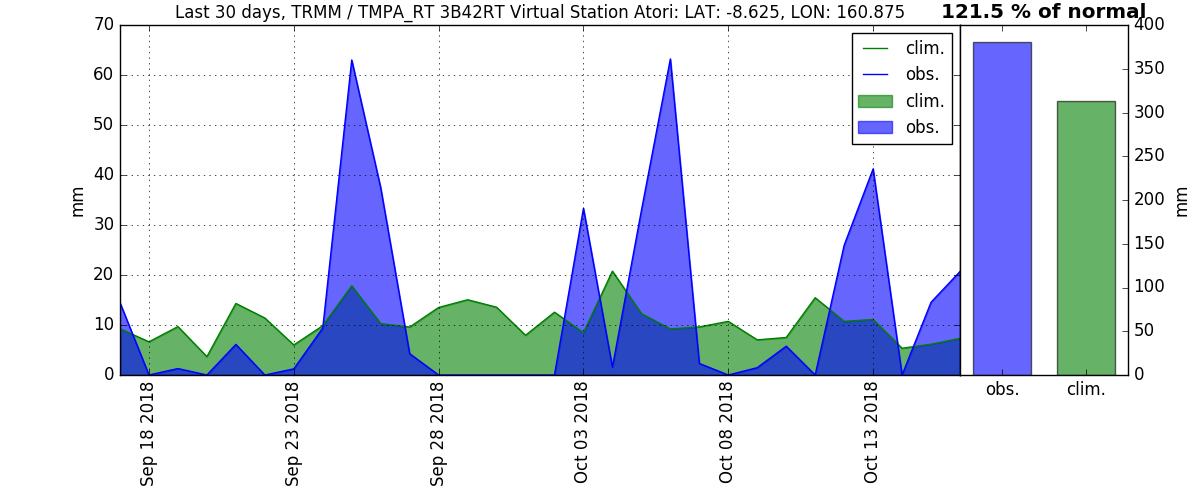 Last 30 days, TRMM / TMPA_RT 3B42RT Virtual Station Atori: LAT: -8.625, LON: 160.875
121.5 % of normal
70
60
50
40
30
20
10
0
mm
clim.
obs.
clim.
obs.
400
350
300
250
200
150
100
50
0
mm
Sep 18 2018
Sep 23 2018
Sep 28 2018
Oct 03 2018
Oct 08 2018
Oct 13 2018
obs.
clim.